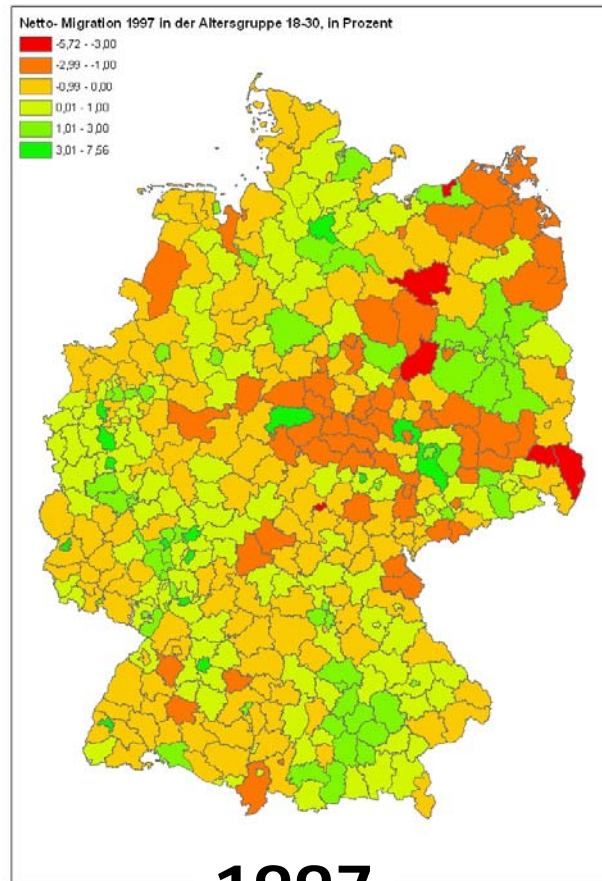 Netto- Migration 1997 in der Altersgruppe 18-30, in Prozent
-5,72 - -3,00
-2,99 - -1,00
-0,99 - 0,00
0,01 - 1,00
1,01 - 3,00
3,01 - 7,56
1997